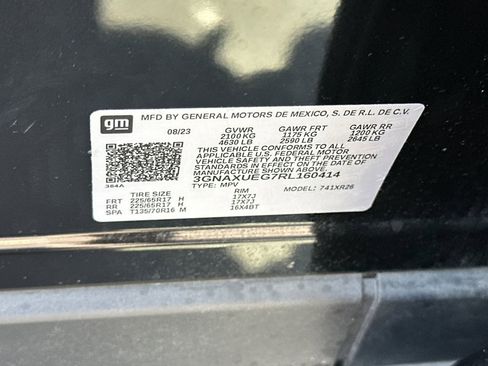 gm
MFD BY GENERAL MOTORS DE MEXICO, S. DE R.L. DE C.V.
08/23 GVWR GAWR FRT GAWR RR
2100 KG 1175 KG 1200 KG
4630 LB 2590 LB 2645 LB
THIS VEHICLE CONFORMS TO ALL
APPLICABLE U.S. FEDERAL MOTOR
VEHICLE SAFETY AND THEFT PREVENTION
STANDARDS IN EFFECT ON THE DATE OF
MANUFACTURE SHOWN ABOVE.
3GNAXUEG7RL160414
384A TYPE: MPV MODEL: 741XR26
TIRE SIZE RIM
FRT 225/65R17 H 17X7J
RR 225/65R17 H 17X7J
SPA T135/70R16 M 16X4BT